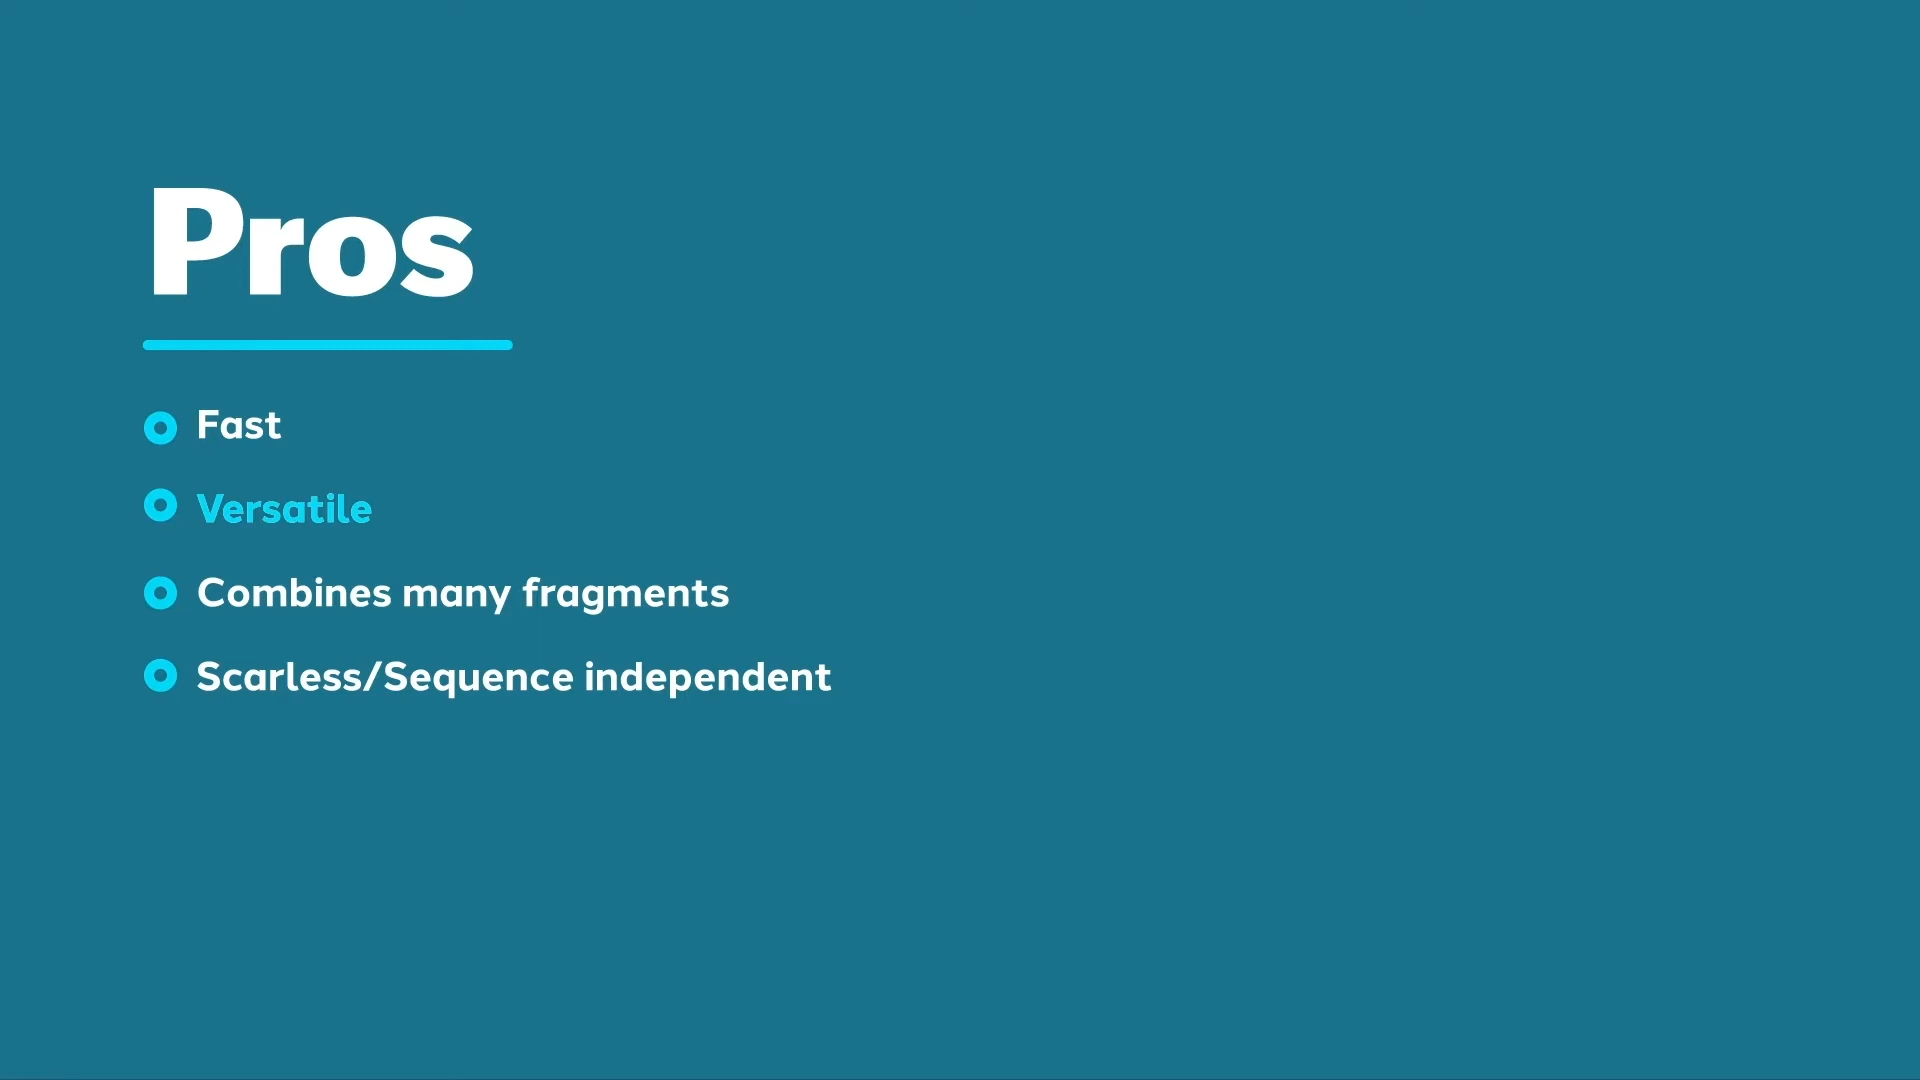 Pros
Fast
Versatile
Combines many fragments
Scarless/Sequence independent